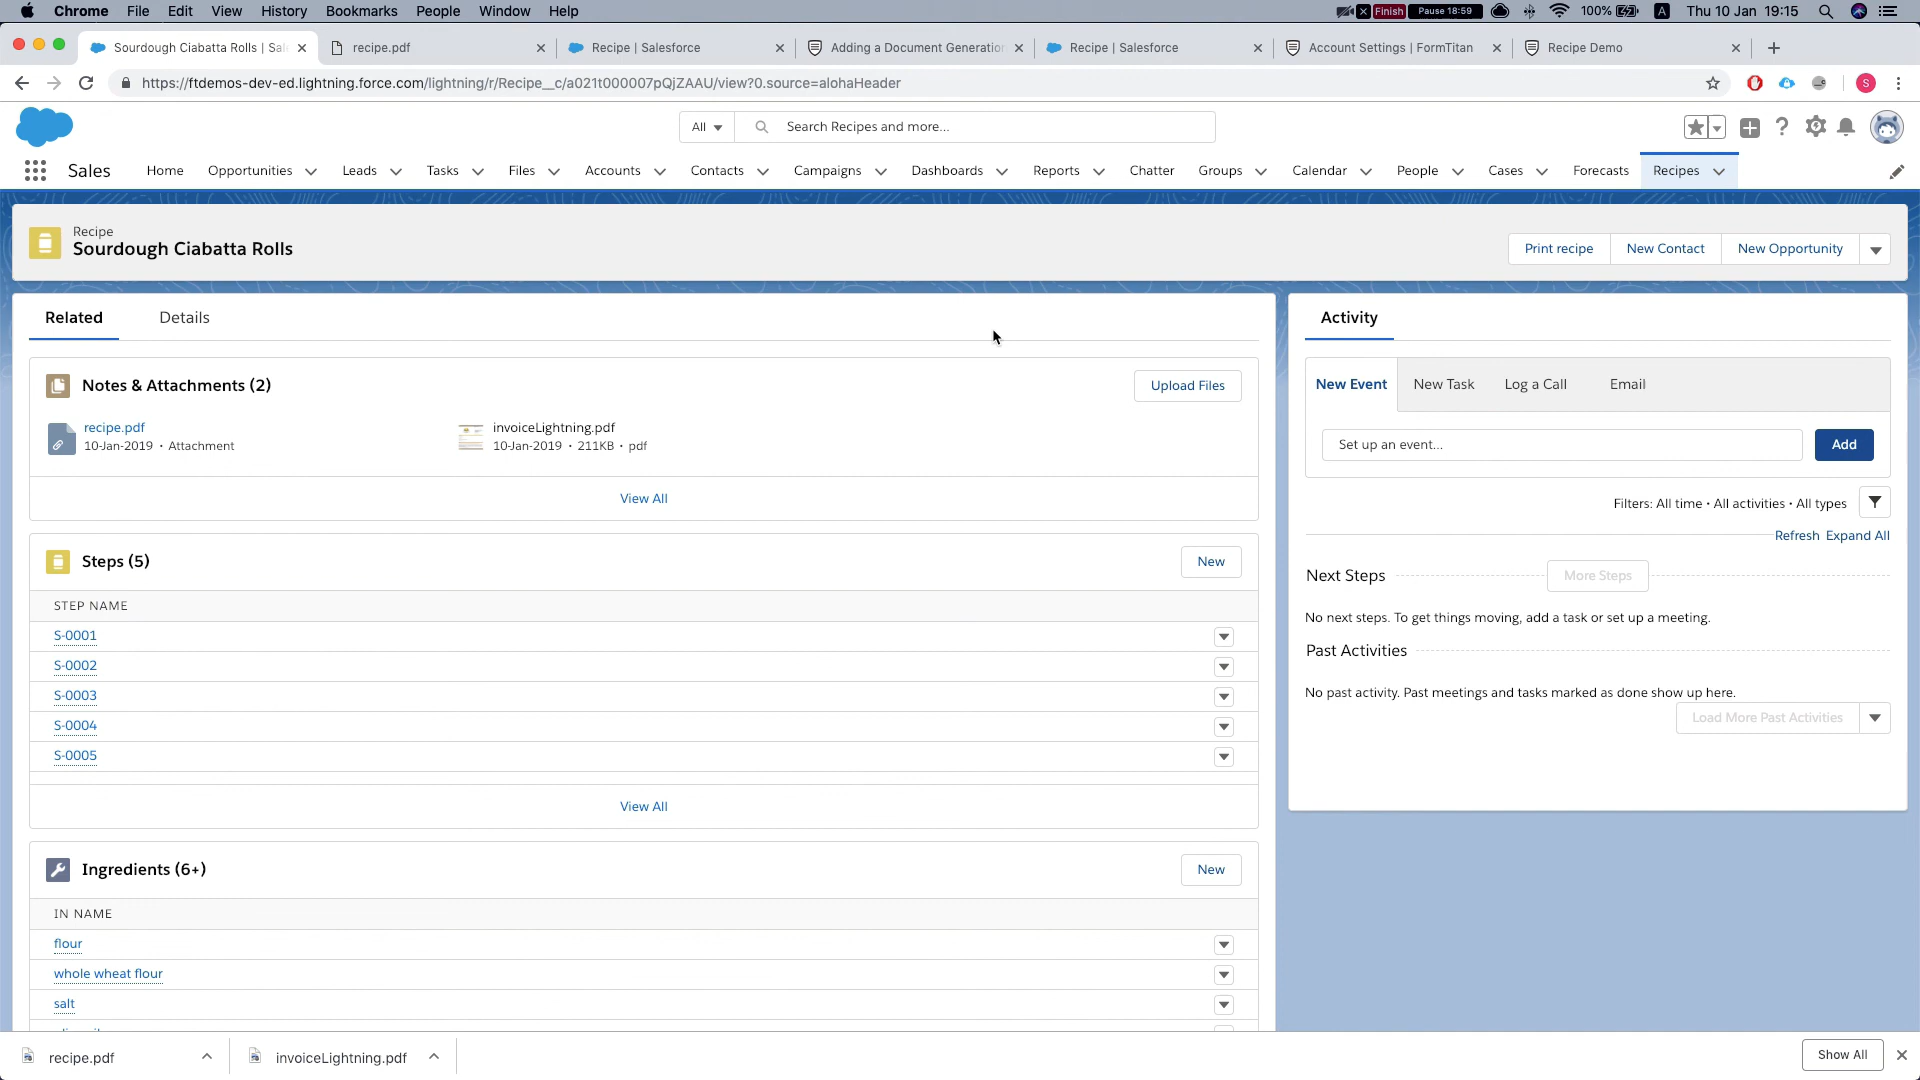 Chrome File Edit View History Bookmarks People Window Help Finish Pause 18:59 100% A Thu 10 Jan 19:15
Sourdough Ciabatta Rolls | Sal recipe.pdf Recipe | Salesforce Adding a Document Generation Recipe | Salesforce Account Settings | FormTitan Recipe Demo
https://ftdemos-dev-ed.lightning.force.com/lightning/r/Recipe__c/a021t000007pQjZAAU/view?0.source=alohaHeader S
All Search Recipes and more...
Sales Home Opportunities Leads Tasks Files Accounts Contacts Campaigns Dashboards Reports Chatter Groups Calendar People Cases Forecasts Recipes
Recipe
Sourdough Ciabatta Rolls
Print recipe New Contact New Opportunity
Related Details
Activity
Notes & Attachments (2)
Upload Files
New Event New Task Log a Call Email
recipe.pdf
10-Jan-2019 • Attachment
invoiceLightning.pdf
10-Jan-2019 • 211KB • pdf
Set up an event... Add
View All
Filters: All time • All activities • All types
Refresh Expand All
Steps (5)
New
Next Steps More Steps
STEP NAME
No next steps. To get things moving, add a task or set up a meeting.
S-0001
Past Activities
S-0002
S-0003
No past activity. Past meetings and tasks marked as done show up here.
Load More Past Activities
S-0004
S-0005
View All
Ingredients (6+)
New
IN NAME
flour
whole wheat flour
salt
recipe.pdf invoiceLightning.pdf Show All